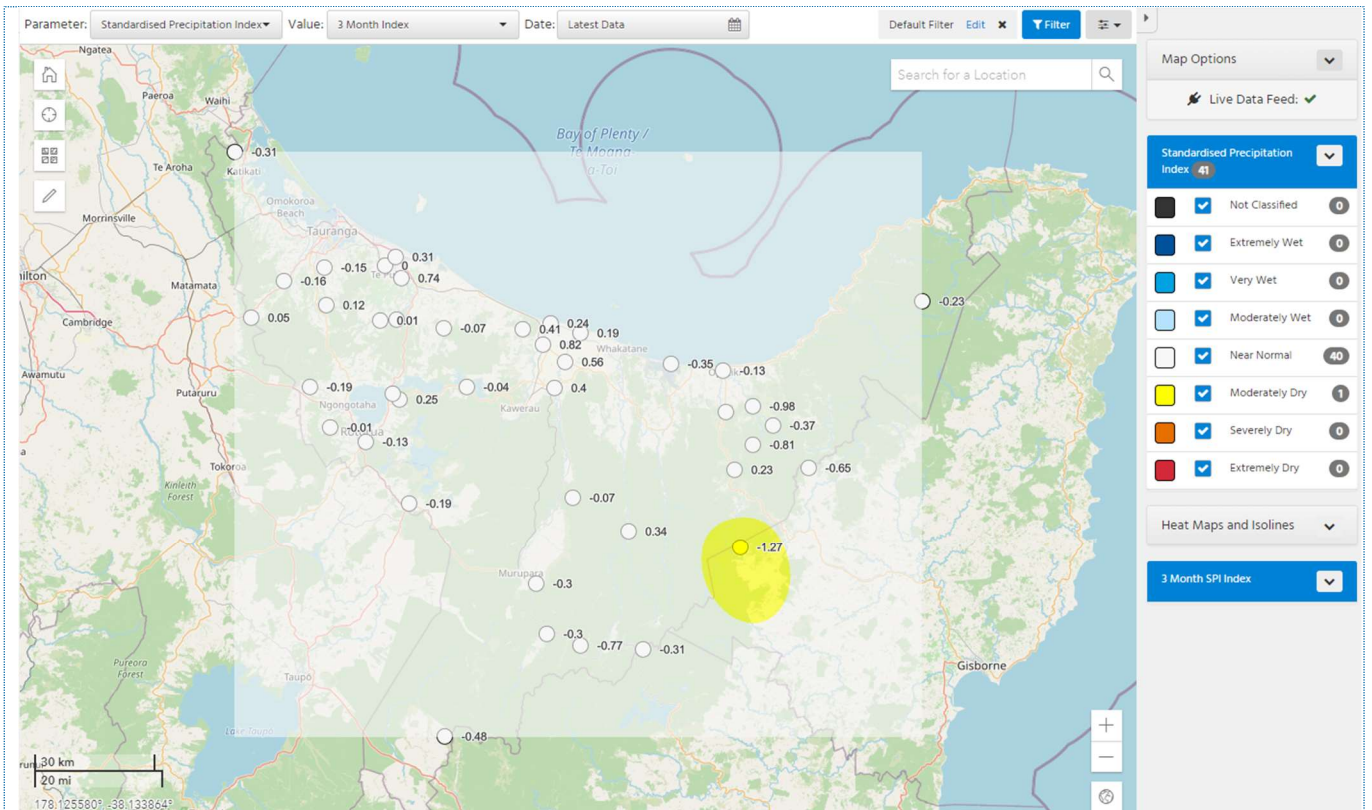 Parameter: Standardised Precipitation Index Value: 3 Month Index Date: Latest Data Default Filter Edit ✖ Filter
Ngatea
Search for a Location
Paeroa
Waihi
Bay of Plenty /
Te Moana
a-Toi
-0.31
Te Aroha
Katikati
Omokoroa
Beach
Morrinsville
Tauranga
0.31
-0.15
0
-0.16
0.74
Matamata
-0.23
0.12
0.05
0.01
Cambridge
-0.07
0.41
0.24
0.19
0.82
Whakatane
0.56
-0.35
-0.13
Awamutu
-0.19
-0.04
0.4
Putaruru
0.25
Ngongotaha
Kawerau
-0.98
-0.01
-0.37
-0.13
-0.81
Tokoroa
0.23
-0.65
Kinleith
Forest
-0.07
-0.19
0.34
-1.27
Murupara
-0.3
-0.3
-0.77
-0.31
Pureora
Forest
Gisborne
Taupō
Lake Taupō
-0.48
30 km
20 mi
178.125580°, -38.133864°
Map Options
Live Data Feed: ✔
Standardised Precipitation
Index 41
Not Classified 0
Extremely Wet 0
Very Wet 0
Moderately Wet 0
Near Normal 40
Moderately Dry 1
Severely Dry 0
Extremely Dry 0
Heat Maps and Isolines
3 Month SPI Index